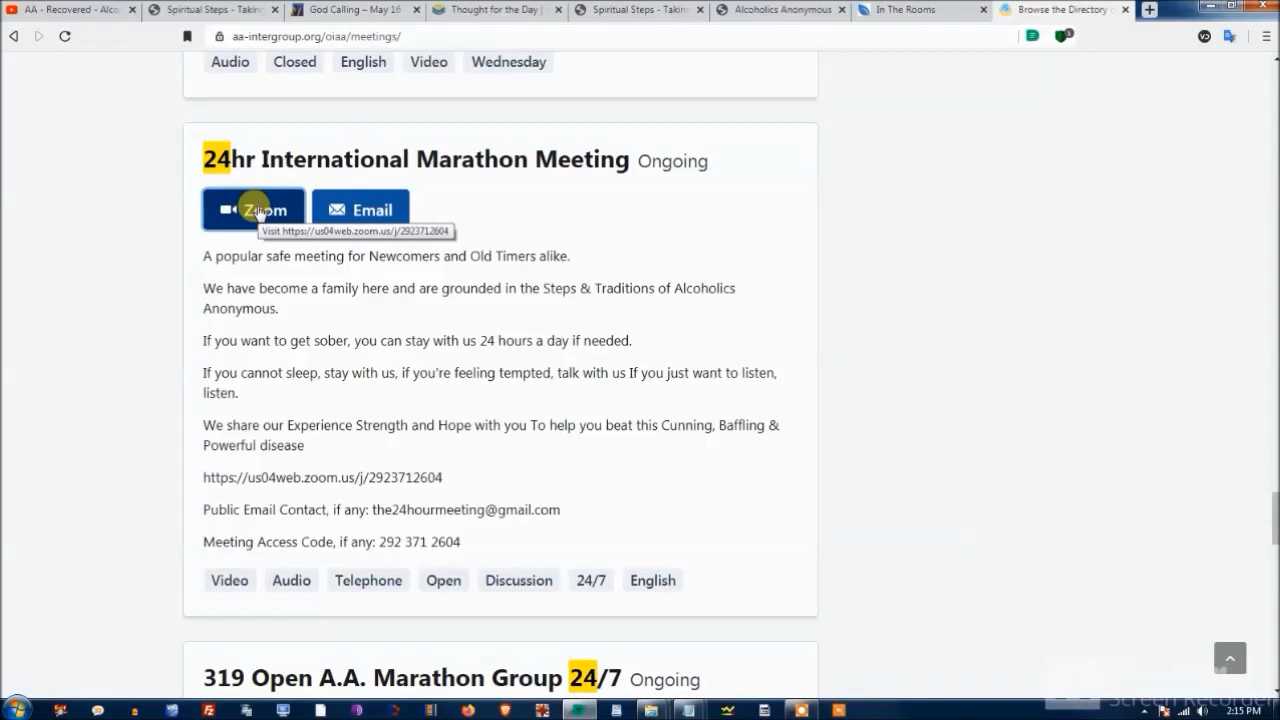 AA - Recovered - Alco
Spiritual Steps - Taking
God Calling – May 16
Thought for the Day |
Spiritual Steps - Taking
Alcoholics Anonymous
In The Rooms
Browse the Directory
aa-intergroup.org/oiaa/meetings/
Audio Closed English Video Wednesday
24hr International Marathon Meeting Ongoing
Zoom Email
Visit https://us04web.zoom.us/j/2923712604
A popular safe meeting for Newcomers and Old Timers alike.
We have become a family here and are grounded in the Steps & Traditions of Alcoholics
Anonymous.
If you want to get sober, you can stay with us 24 hours a day if needed.
If you cannot sleep, stay with us, if you're feeling tempted, talk with us If you just want to listen,
listen.
We share our Experience Strength and Hope with you To help you beat this Cunning, Baffling &
Powerful disease
https://us04web.zoom.us/j/2923712604
Public Email Contact, if any: the24hourmeeting@gmail.com
Meeting Access Code, if any: 292 371 2604
Video Audio Telephone Open Discussion 24/7 English
319 Open A.A. Marathon Group 24/7 Ongoing
Screen Recorder
2:15 PM